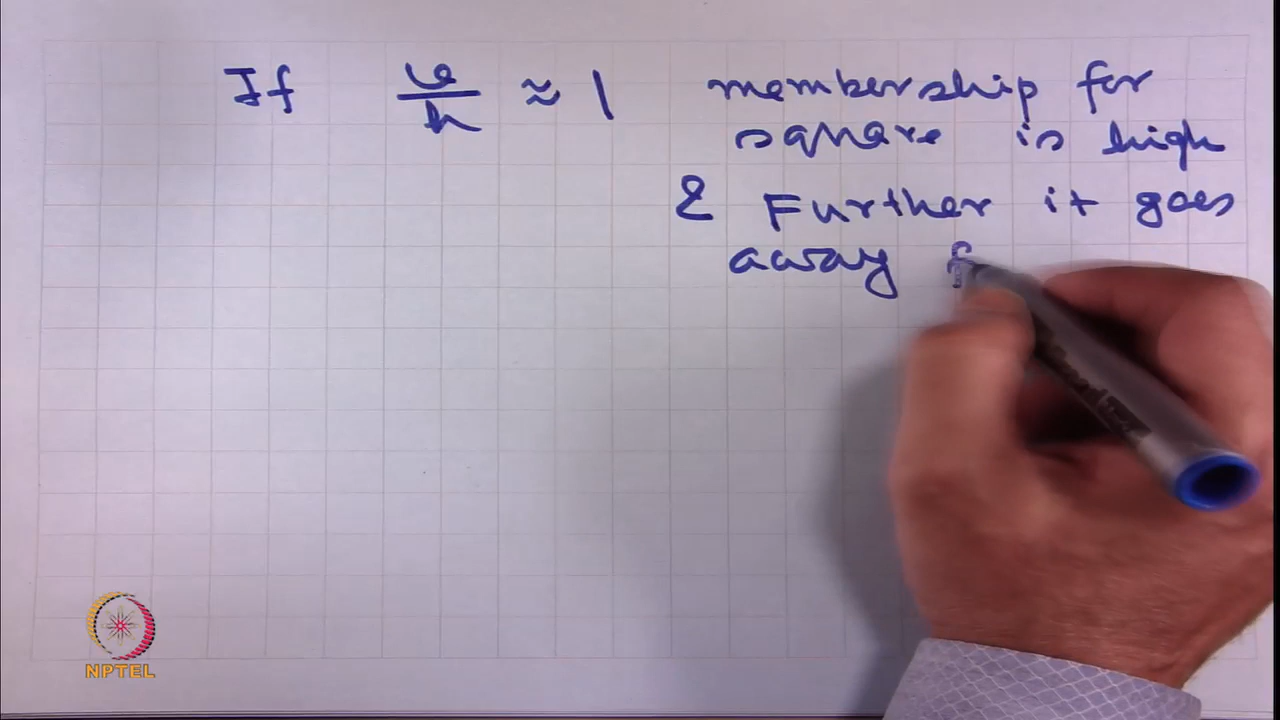 If w/h ≈ 1 membership for
square is high
& Further it goes
away f
NPTEL